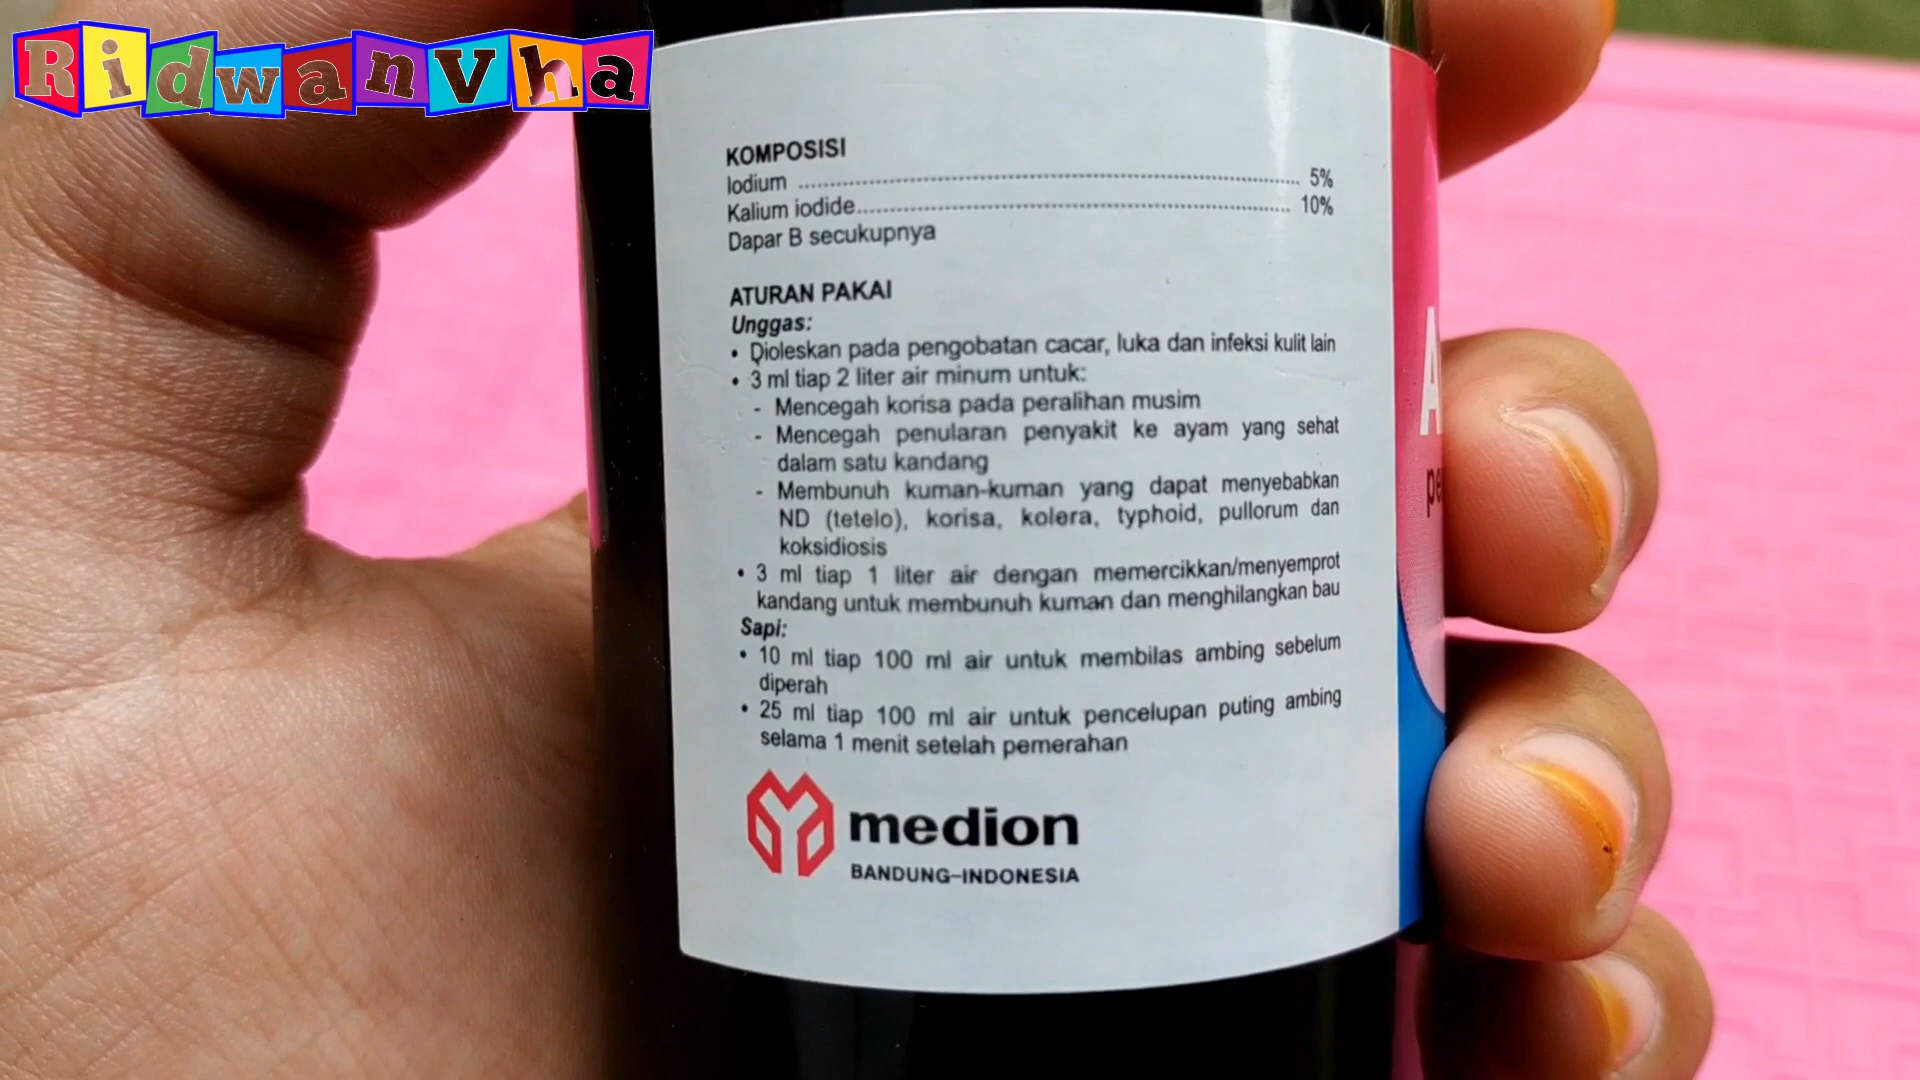 RidwanVha
KOMPOSISI
Iodium ........................................................ 5%
Kalium iodide.................................................. 10%
Dapar B secukupnya
ATURAN PAKAI
Unggas:
• Dioleskan pada pengobatan cacar, luka dan infeksi kulit lain
• 3 ml tiap 2 liter air minum untuk:
- Mencegah korisa pada peralihan musim
- Mencegah penularan penyakit ke ayam yang sehat
dalam satu kandang
- Membunuh kuman-kuman yang dapat menyebabkan
ND (tetelo), korisa, kolera, typhoid, pullorum dan
koksidiosis
• 3 ml tiap 1 liter air dengan memercikkan/menyemprot
kandang untuk membunuh kuman dan menghilangkan bau
Sapi:
• 10 ml tiap 100 ml air untuk membilas ambing sebelum
diperah
• 25 ml tiap 100 ml air untuk pencelupan puting ambing
selama 1 menit setelah pemerahan
medion
BANDUNG–INDONESIA